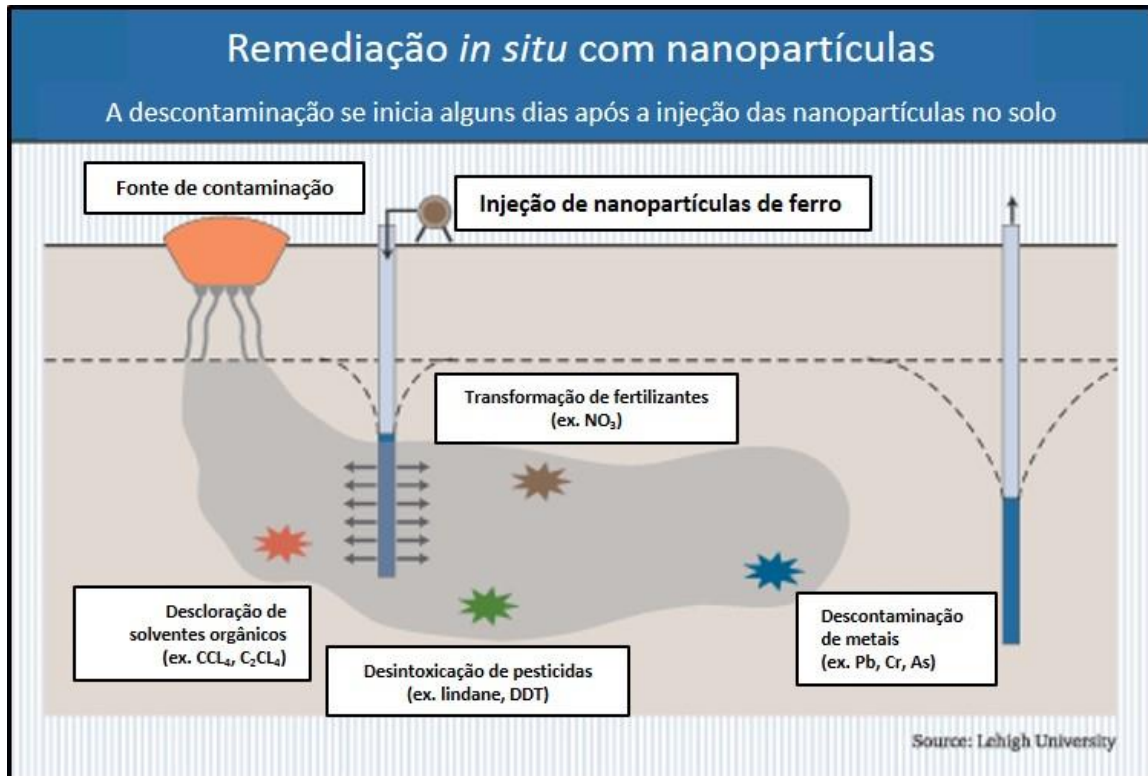 Remediação in situ com nanopartículas
A descontaminação se inicia alguns dias após a injeção das nanopartículas no solo
Fonte de contaminação
Injeção de nanopartículas de ferro
Transformação de fertilizantes
(ex. NO₃)
Descloração de
solventes orgânicos
(ex. CCL₄, C₂CL₄)
Desintoxicação de pesticidas
(ex. lindane, DDT)
Descontaminação
de metais
(ex. Pb, Cr, As)
Source: Lehigh University